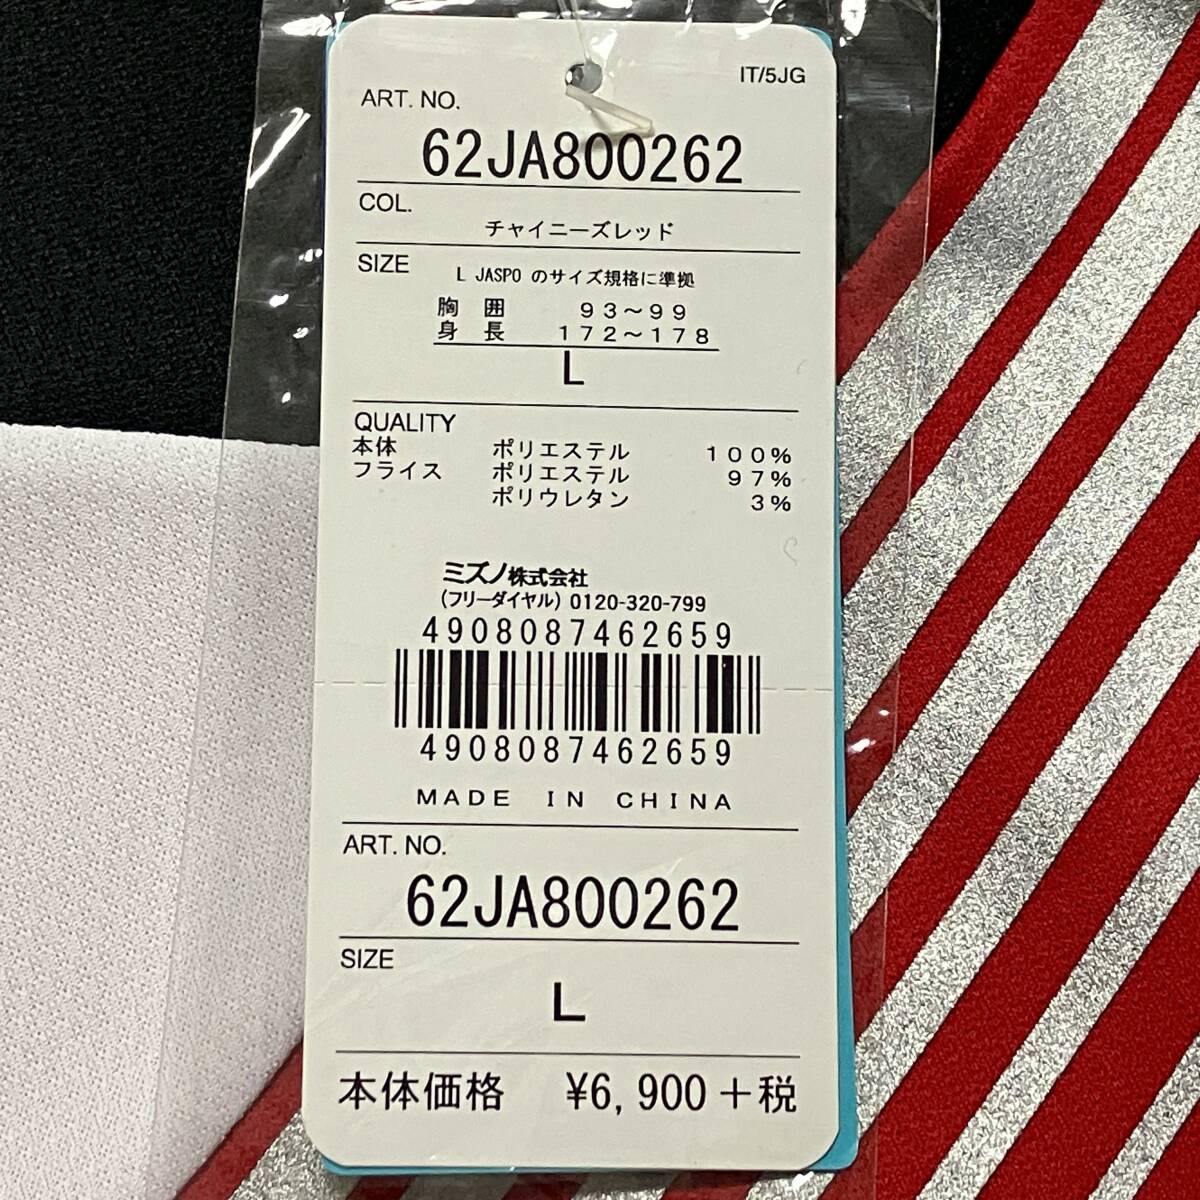 IT/5JG
ART. NO.
62JA800262
COL.
チャイニーズレッド
SIZE
L JASPO のサイズ規格に準拠
胸 囲 93～99
身 長 172～178
L
QUALITY
本体 ポリエステル 100%
フライス ポリエステル 97%
ポリウレタン 3%
ミズノ株式会社
(フリーダイヤル) 0120-320-799
4908087462659
4908087462659
MADE IN CHINA
ART. NO.
62JA800262
SIZE
L
本体価格 ¥6,900＋税